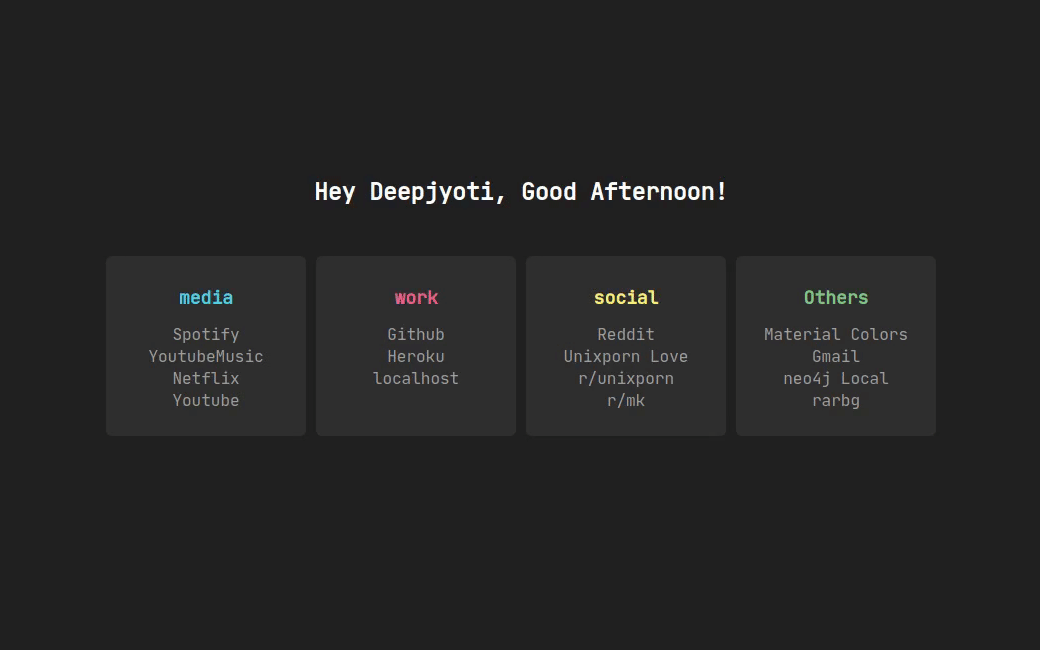 Hey Deepjyoti, Good Afternoon!
media
Spotify
YoutubeMusic
Netflix
Youtube
work
Github
Heroku
localhost
social
Reddit
Unixporn Love
r/unixporn
r/mk
Others
Material Colors
Gmail
neo4j Local
rarbg